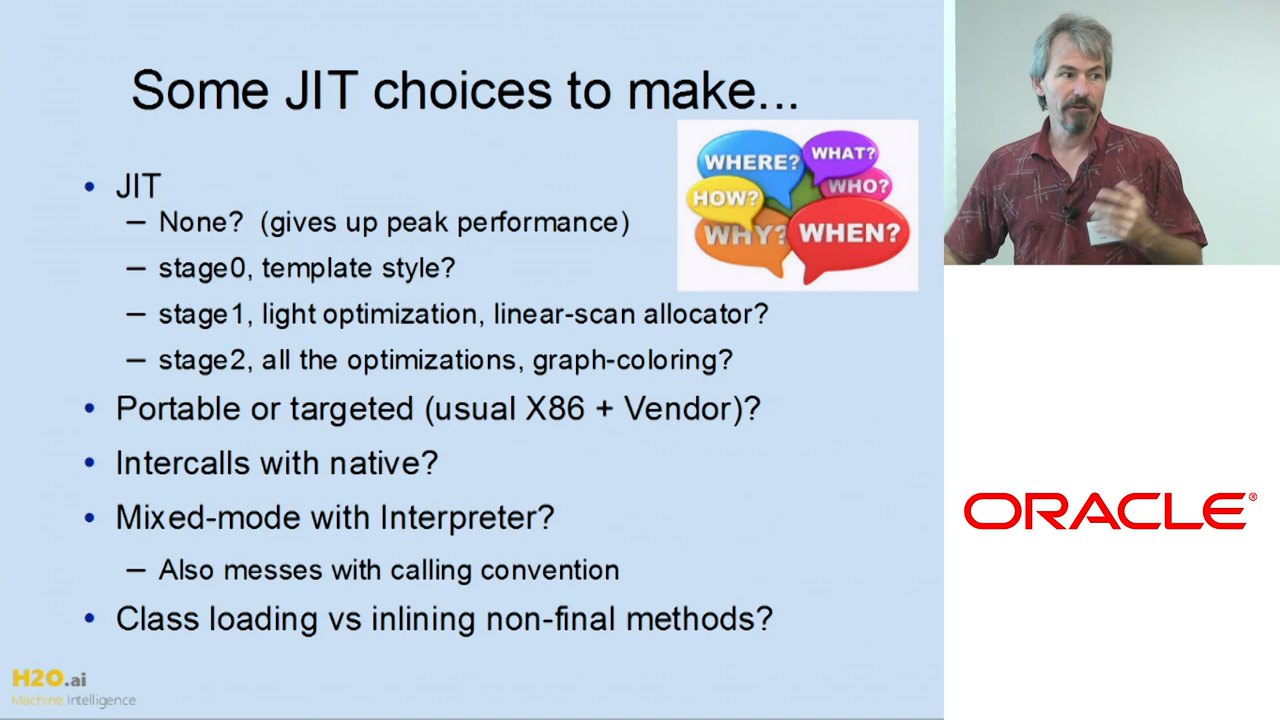 Some JIT choices to make...
• JIT
– None? (gives up peak performance)
– stage0, template style?
– stage1, light optimization, linear-scan allocator?
– stage2, all the optimizations, graph-coloring?
• Portable or targeted (usual X86 + Vendor)?
• Intercalls with native?
• Mixed-mode with Interpreter?
– Also messes with calling convention
• Class loading vs inlining non-final methods?
WHERE?
WHAT?
HOW?
WHO?
WHY?
WHEN?
H2O.ai
Machine Intelligence
ORACLE®